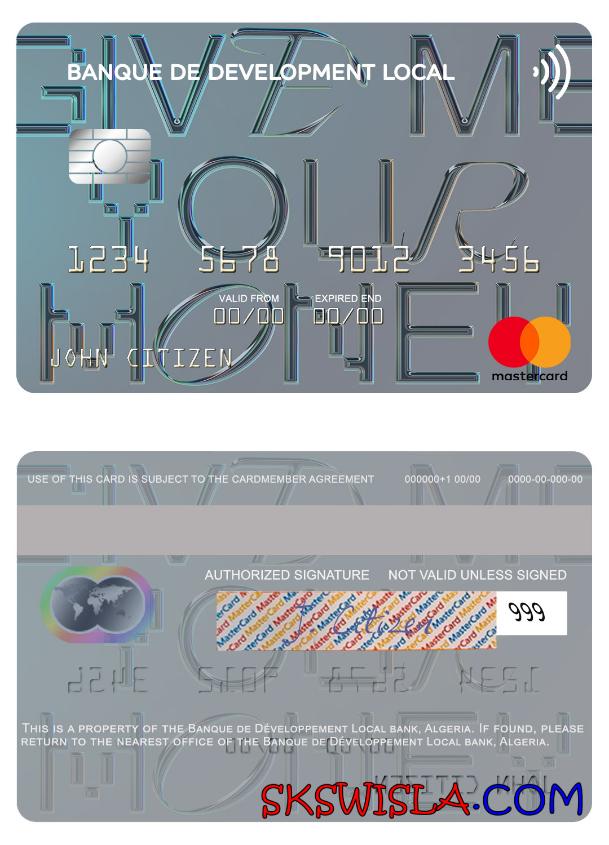 GIVE ME
BANQUE DE DEVELOPMENT LOCAL
YOUR
1234 5678 9012 3456
VALID FROM EXPIRED END
00/00 00/00
MONEY
JOHN CITIZEN
mastercard
USE OF THIS CARD IS SUBJECT TO THE CARDMEMBER AGREEMENT 000000+1 00/00 0000-00-000-00
AUTHORIZED SIGNATURE NOT VALID UNLESS SIGNED
MasterCard MasterCard MasterCard
999
THIS IS A PROPERTY OF THE BANQUE DE DÉVELOPPEMENT LOCAL BANK, ALGERIA. IF FOUND, PLEASE
RETURN TO THE NEAREST OFFICE OF THE BANQUE DE DÉVELOPPEMENT LOCAL BANK, ALGERIA.
SKSWISLA.COM